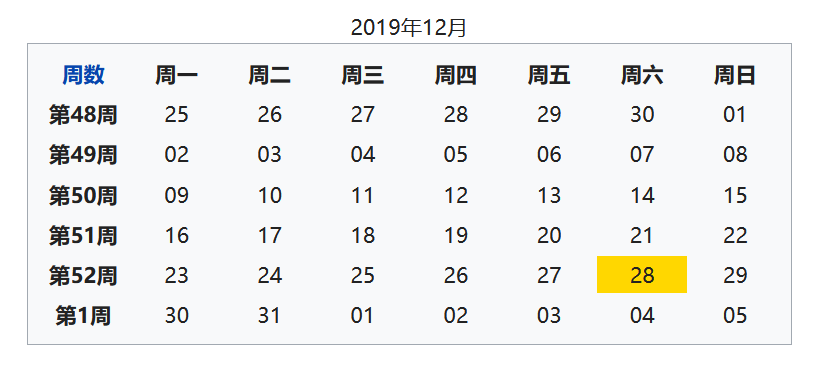 2019年12月
周数 周一 周二 周三 周四 周五 周六 周日
第48周 25 26 27 28 29 30 01
第49周 02 03 04 05 06 07 08
第50周 09 10 11 12 13 14 15
第51周 16 17 18 19 20 21 22
第52周 23 24 25 26 27 28 29
第1周 30 31 01 02 03 04 05